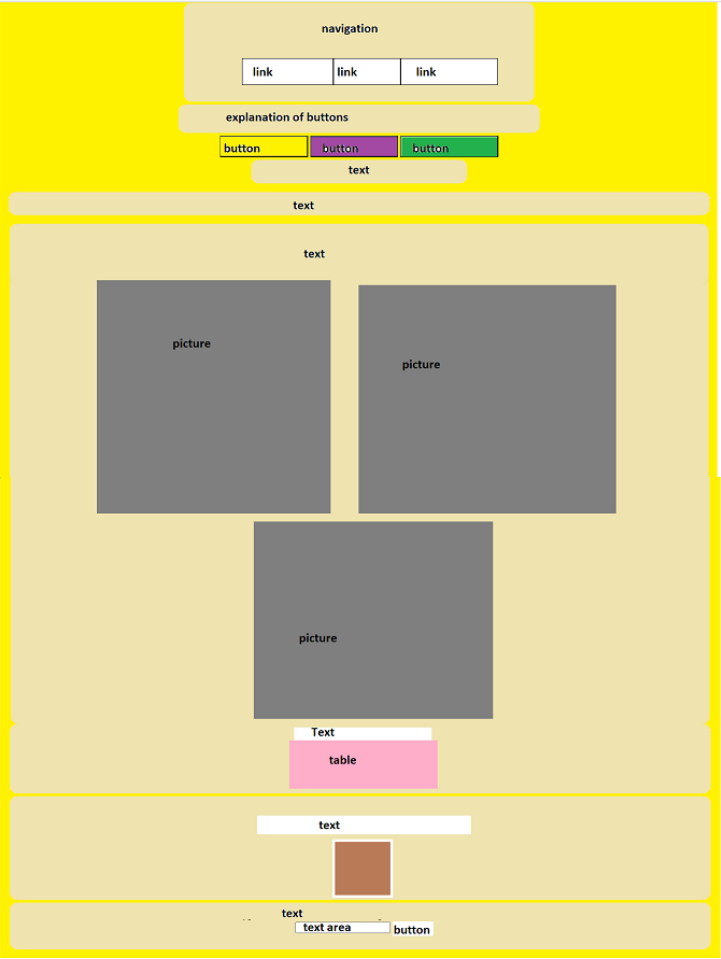 navigation
link link link
explanation of buttons
button button button
text
text
text
picture
picture
picture
Text
table
text
text
text area
button